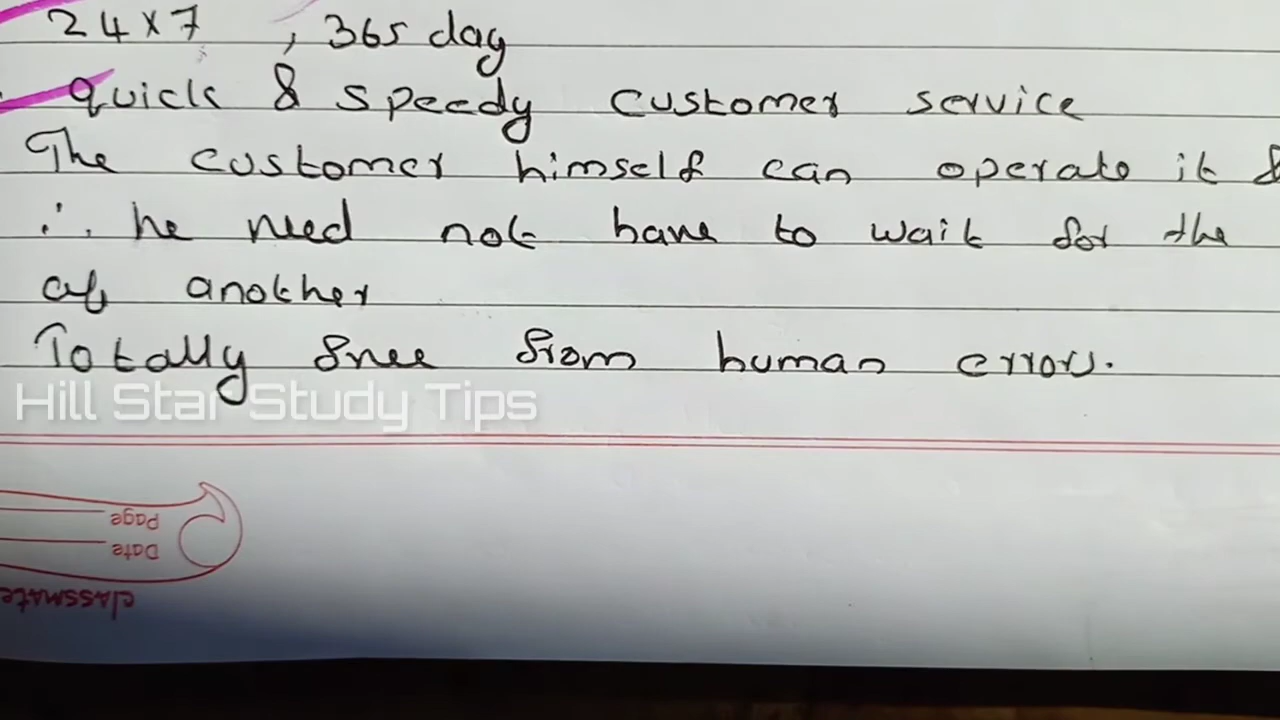 24x7 , 365 day
quick & speedy customer service
The customer himself can operate it &
∴ he need not have to wait for the
of another
Totally free from human errors.
Hill Star Study Tips
Page
Date
classmate